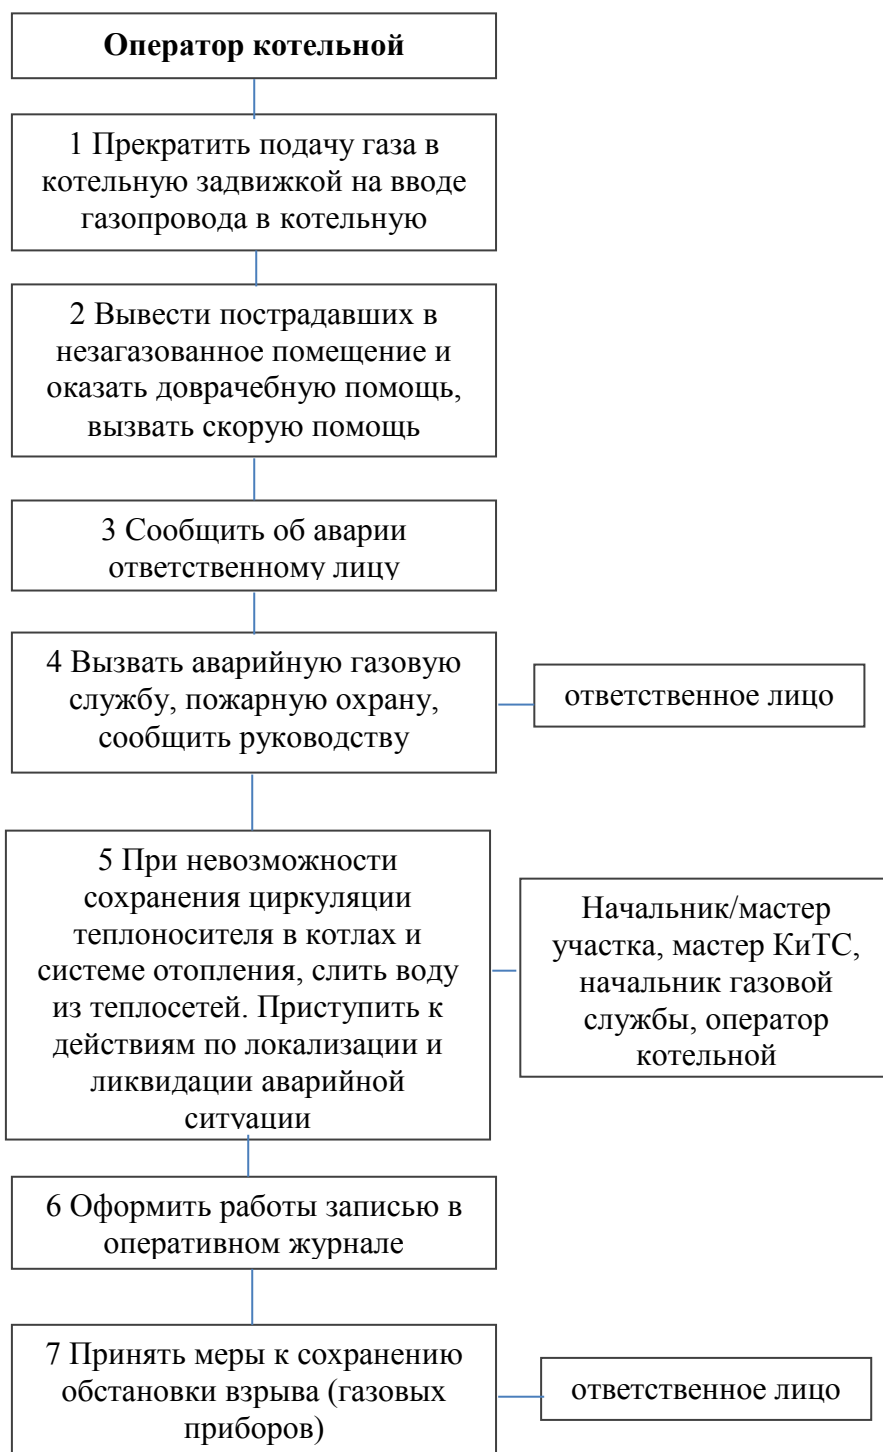 Оператор котельной
1 Прекратить подачу газа в
котельную задвижкой на вводе
газопровода в котельную
2 Вывести пострадавших в
незагазованное помещение и
оказать доврачебную помощь,
вызвать скорую помощь
3 Сообщить об аварии
ответственному лицу
4 Вызвать аварийную газовую
службу, пожарную охрану,
сообщить руководству
ответственное лицо
5 При невозможности
сохранения циркуляции
теплоносителя в котлах и
системе отопления, слить воду
из теплосетей. Приступить к
действиям по локализации и
ликвидации аварийной
ситуации
Начальник/мастер
участка, мастер КиТС,
начальник газовой
службы, оператор
котельной
6 Оформить работы записью в
оперативном журнале
7 Принять меры к сохранению
обстановки взрыва (газовых
приборов)
ответственное лицо